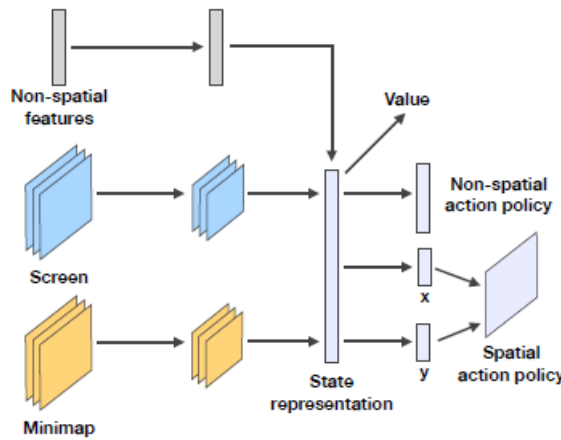 Non-spatial
features
Value
Non-spatial
action policy
Screen
x
y
Spatial
action policy
State
representation
Minimap